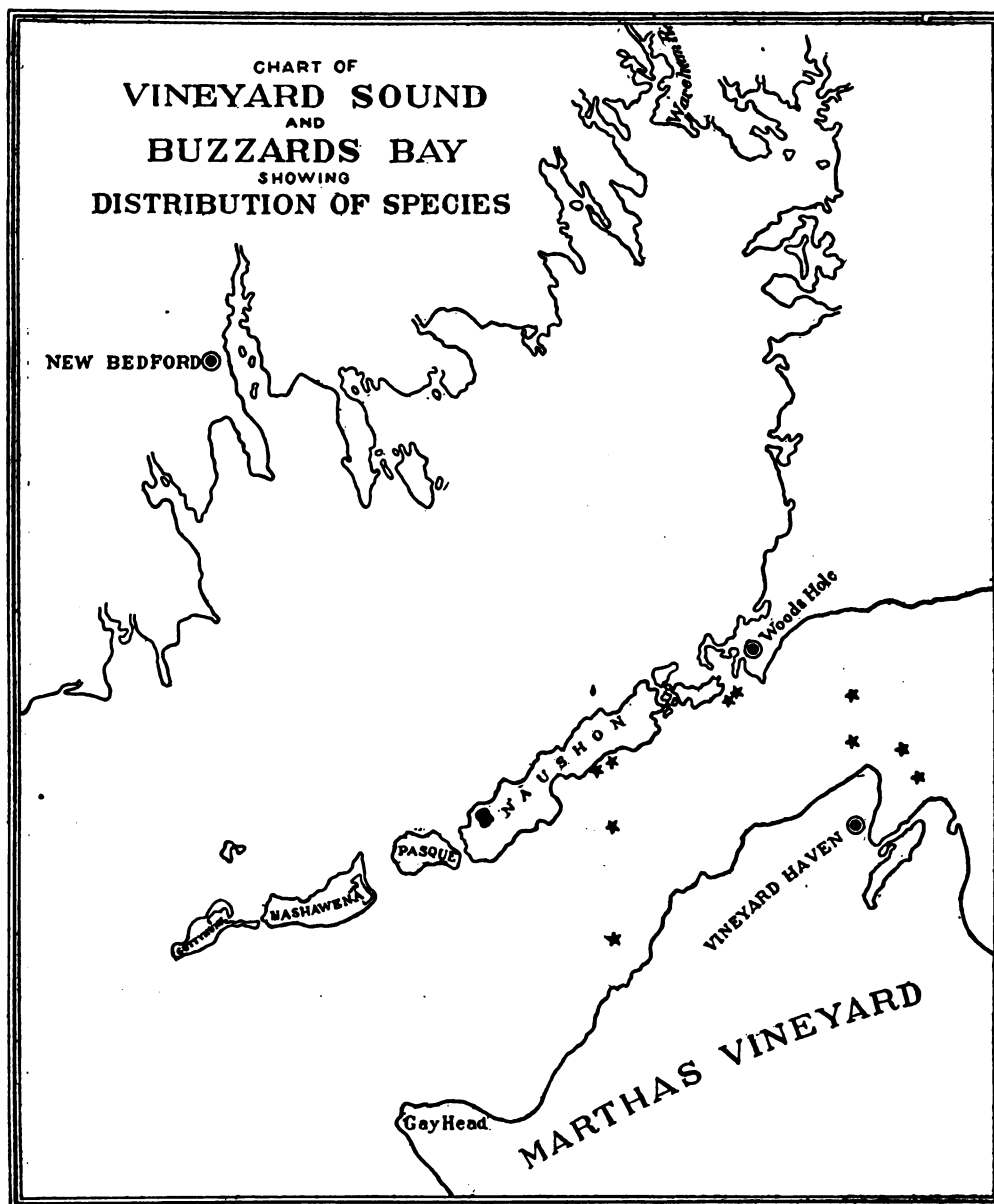 CHART OF
VINEYARD SOUND
AND
BUZZARDS BAY
SHOWING
DISTRIBUTION OF SPECIES
Wareham
NEW BEDFORD
Woods Hole
NAUSHON
PASQUE
NASHAWENA
VINEYARD HAVEN
MARTHAS VINEYARD
Gay Head